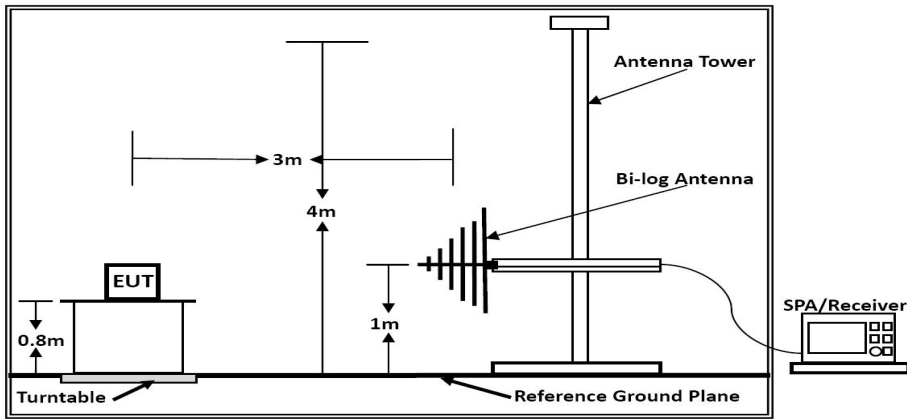 Antenna Tower
3m
Bi-log Antenna
4m
EUT
SPA/Receiver
0.8m
1m
Turntable
Reference Ground Plane